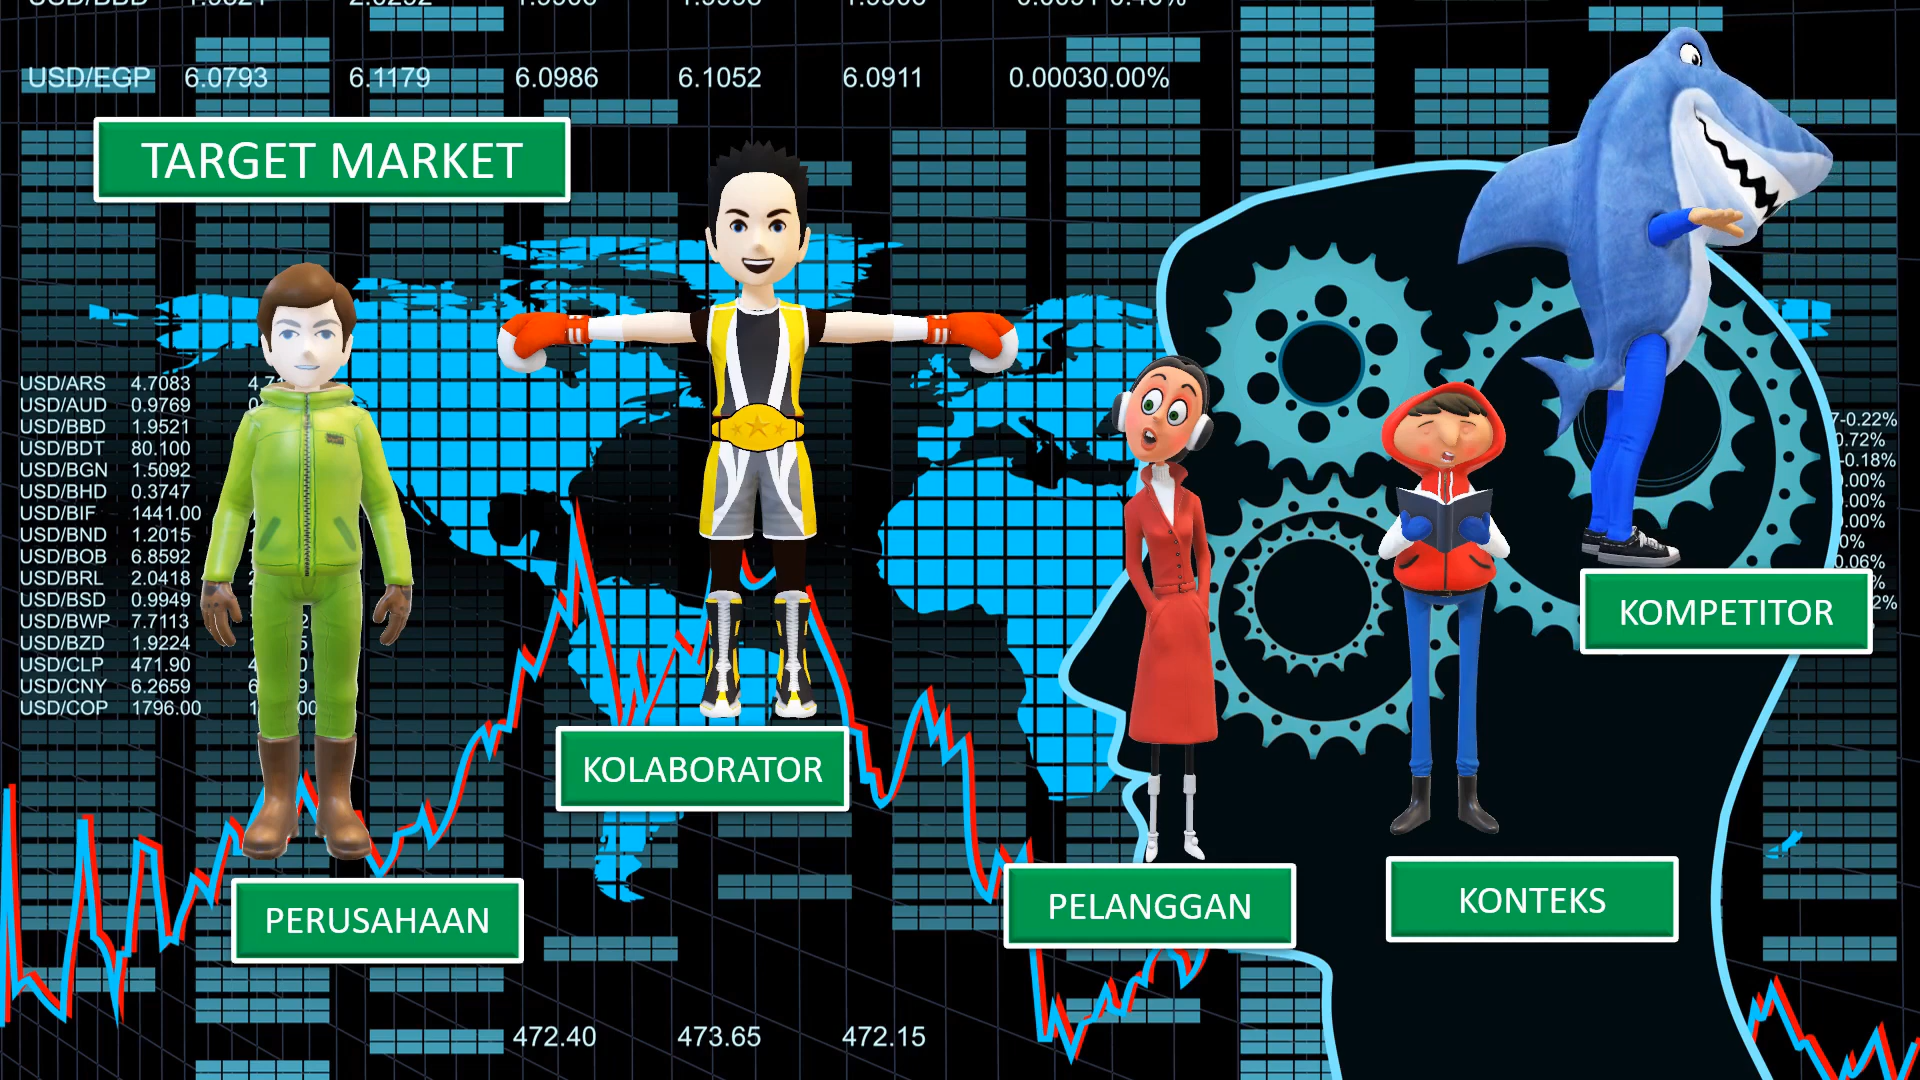 USD/EGP 6.0793 6.1179 6.0986 6.1052 6.0911 0.00030.00%
TARGET MARKET
USD/ARS 4.7083
USD/AUD 0.9769
USD/BBD 1.9521
USD/BDT 80.100
USD/BGN 1.5092
USD/BHD 0.3747
USD/BIF 1441.00
USD/BND 1.2015
USD/BOB 6.8592
USD/BRL 2.0418
USD/BSD 0.9949
USD/BWP 7.7113
USD/BZD 1.9224
USD/CLP 471.90
USD/CNY 6.2659
USD/COP 1796.00
KOMPETITOR
KOLABORATOR
PERUSAHAAN
PELANGGAN
KONTEKS
472.40 473.65 472.15